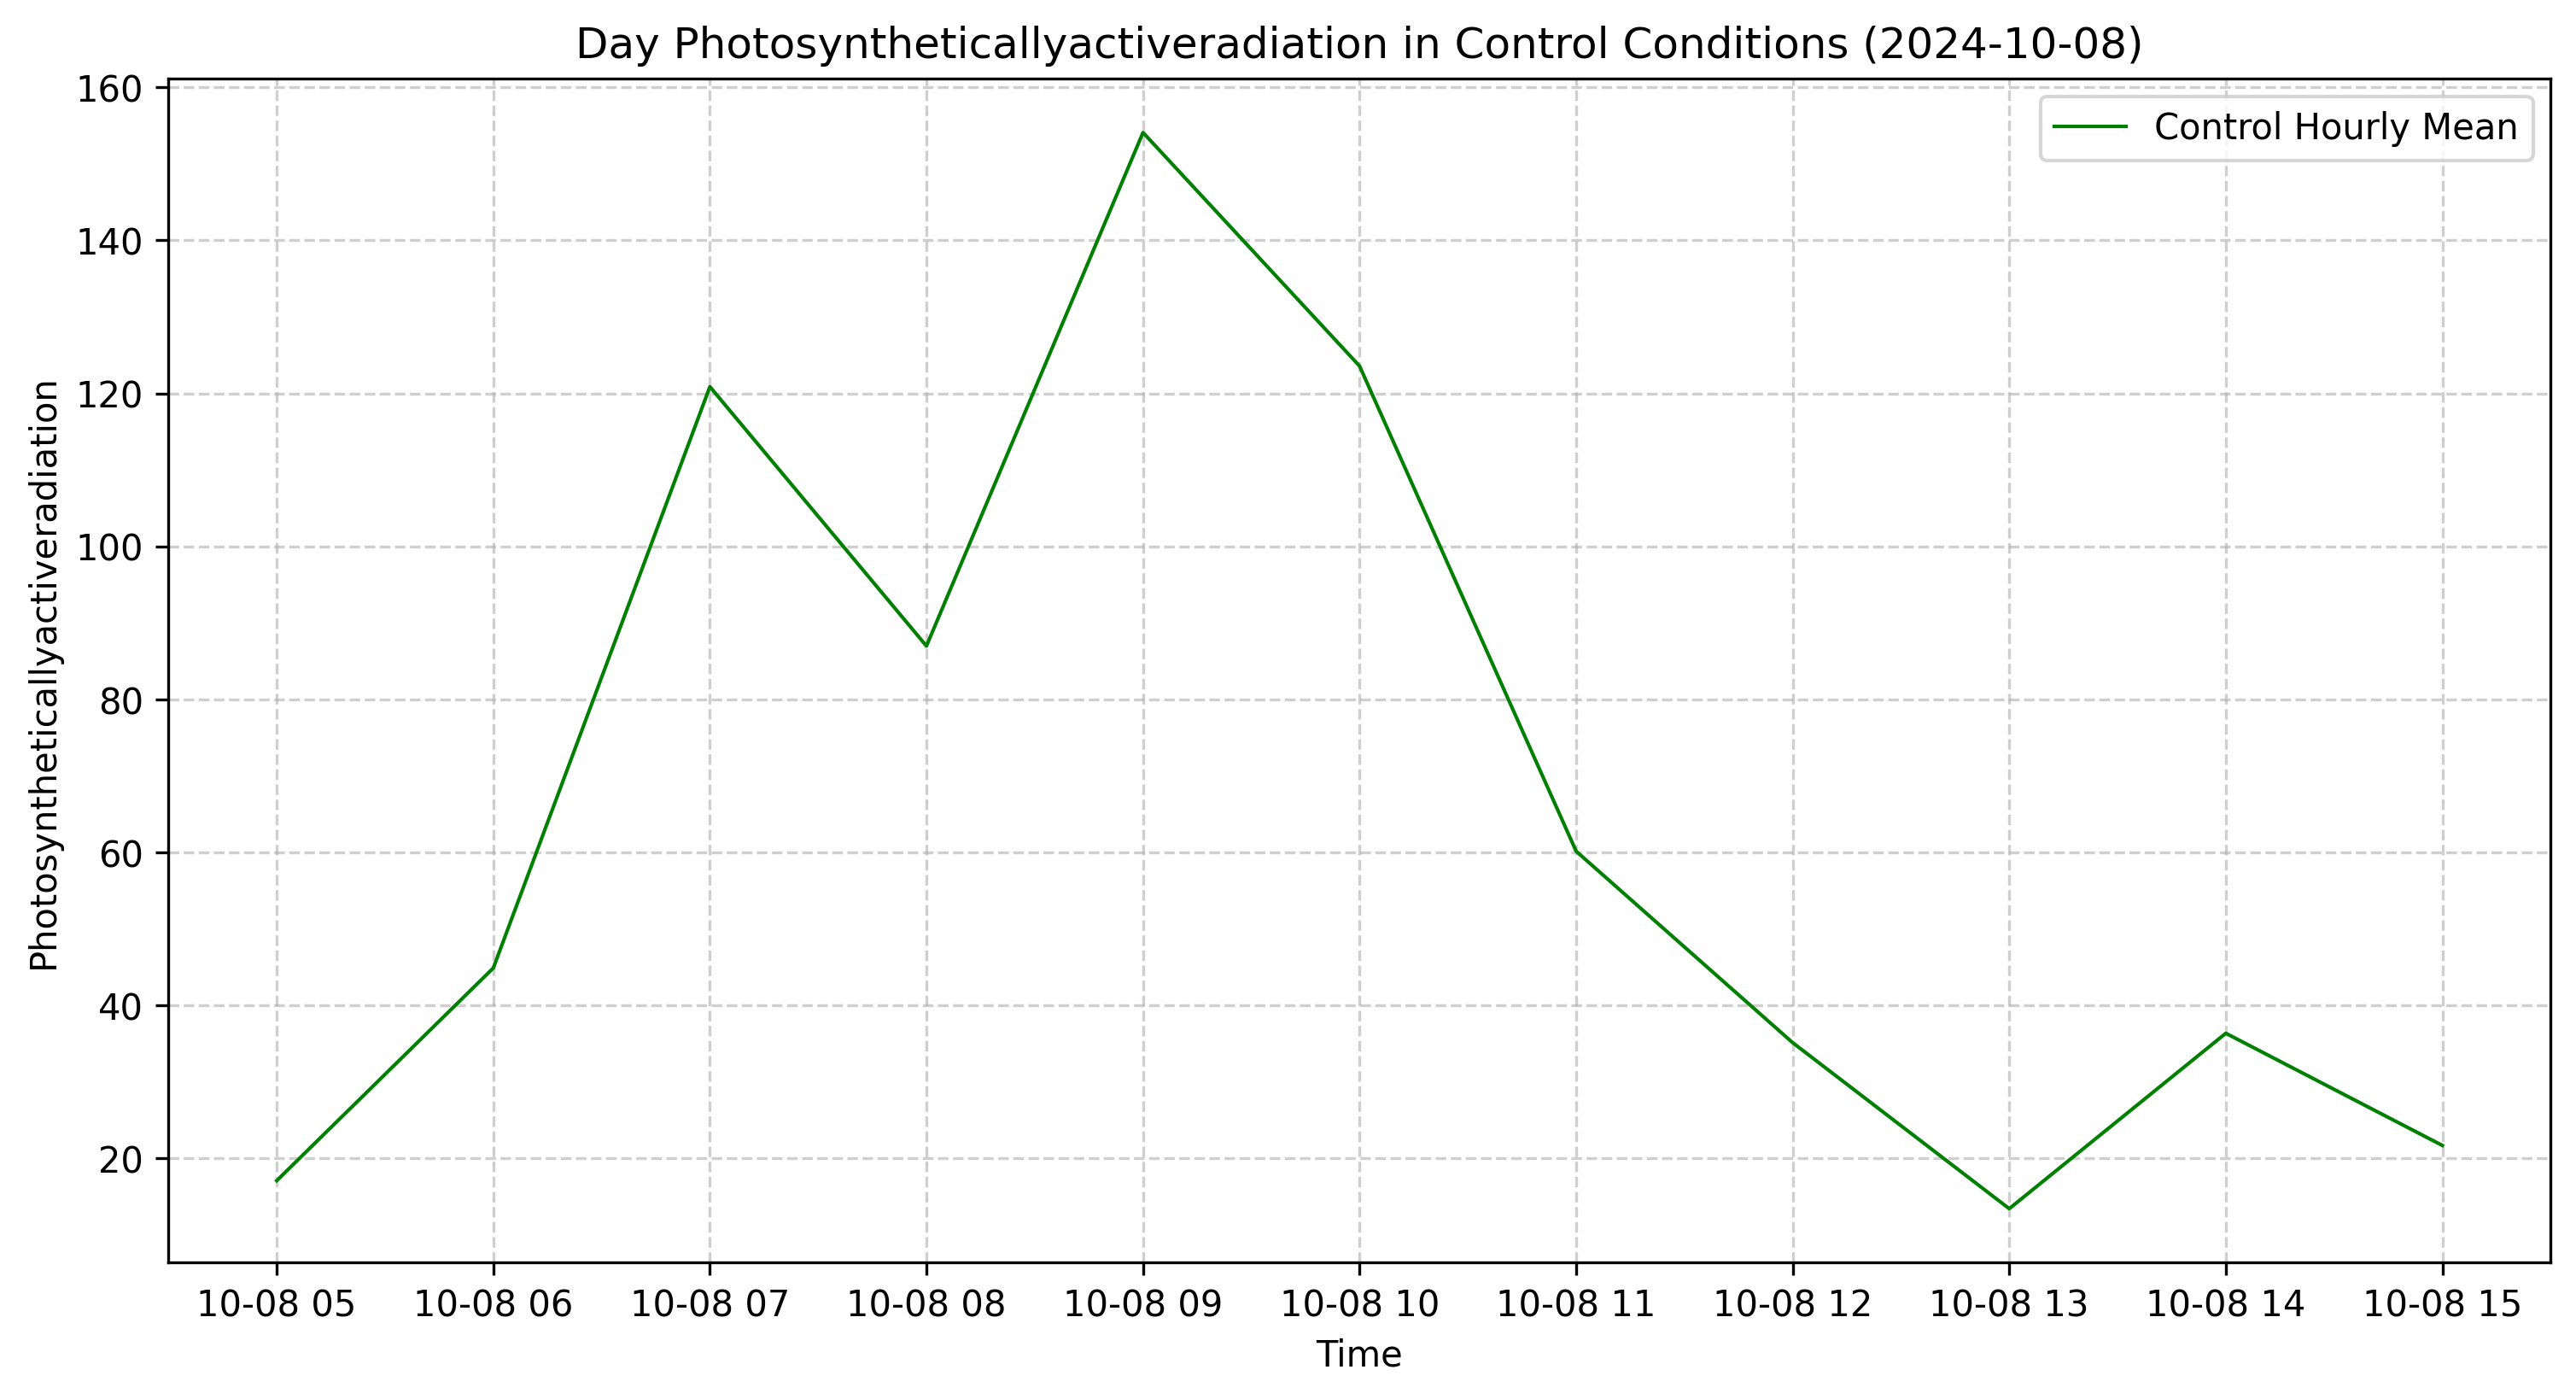 Day Photosyntheticallyactiveradiation in Control Conditions (2024-10-08)
Control Hourly Mean
Photosyntheticallyactiveradiation
160
140
120
100
80
60
40
20
10-08 05 10-08 06 10-08 07 10-08 08 10-08 09 10-08 10 10-08 11 10-08 12 10-08 13 10-08 14 10-08 15
Time